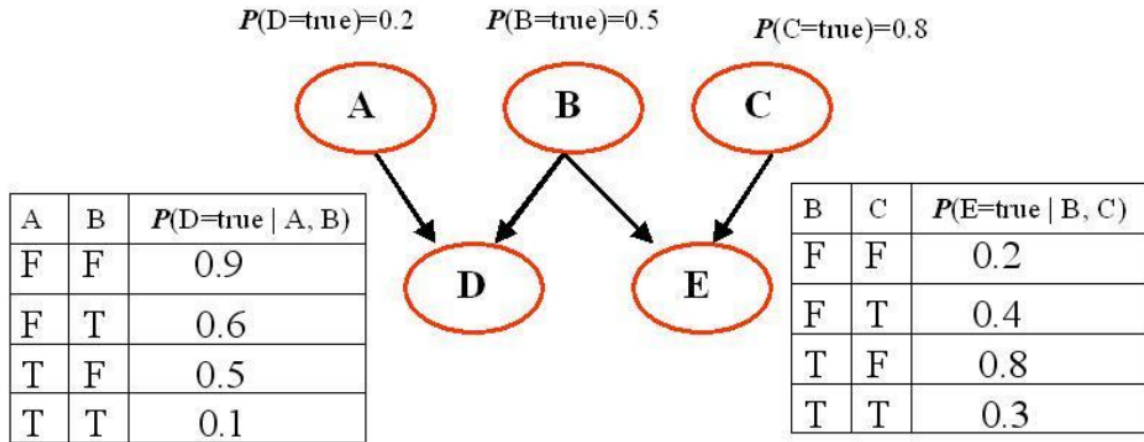 P(D=true)=0.2 P(B=true)=0.5 P(C=true)=0.8
A B C
A B P(D=true | A, B)
F F 0.9
F T 0.6
T F 0.5
T T 0.1
D E
B C P(E=true | B, C)
F F 0.2
F T 0.4
T F 0.8
T T 0.3